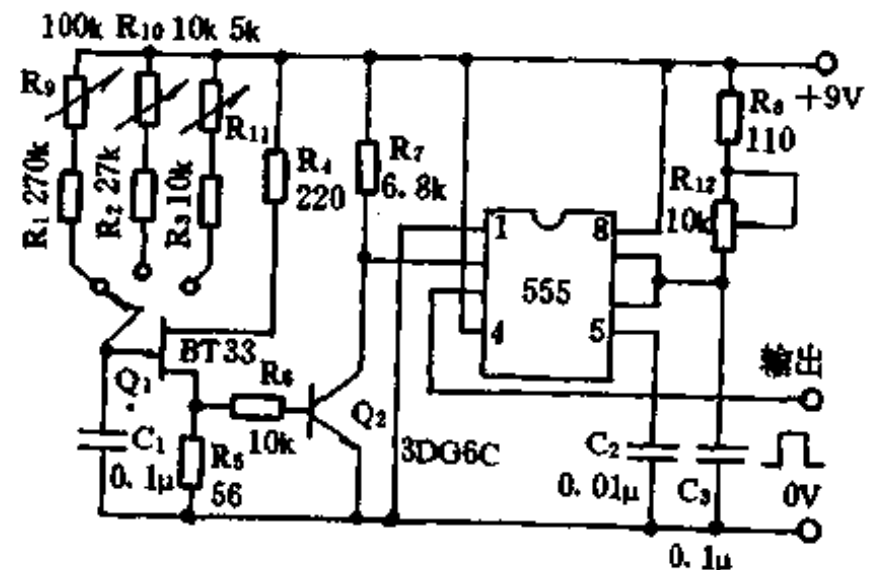 100k R10 10k 5k
R9
R11
R1 270k
R2 27k
R3 10k
R4
220
R7
6.8k
R8
110
+9V
R12
10k
1
8
555
4
5
BT33
Q1
R6
10k
Q2
3DG6C
C1
0.1μ
R5
56
C2
0.01μ
C3
0.1μ
输出
0V